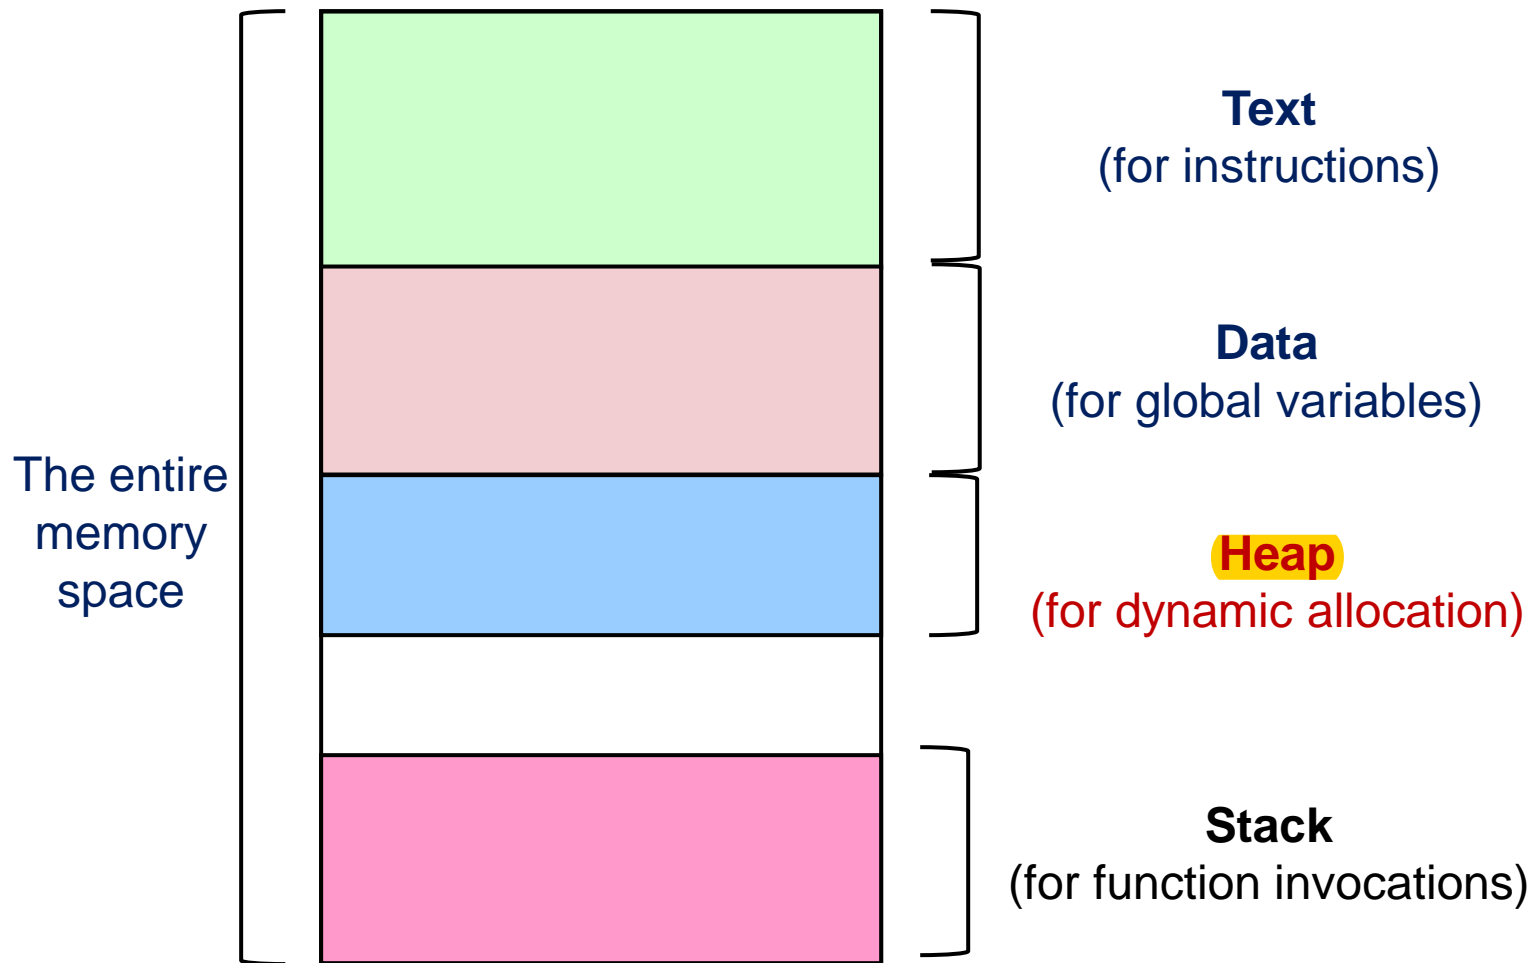 Text
(for instructions)
Data
(for global variables)
The entire
memory
space
Heap
(for dynamic allocation)
Stack
(for function invocations)